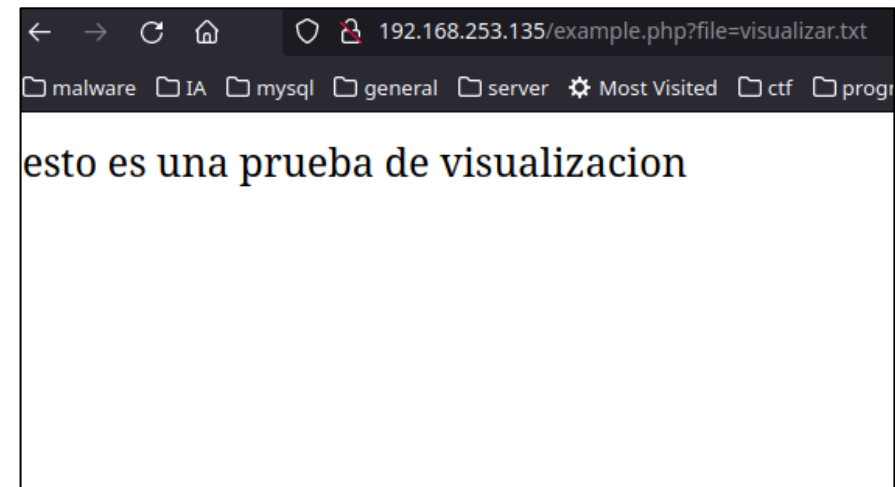 192.168.253.135/example.php?file=visualizar.txt
malware IA mysql general server Most Visited ctf progr
esto es una prueba de visualizacion